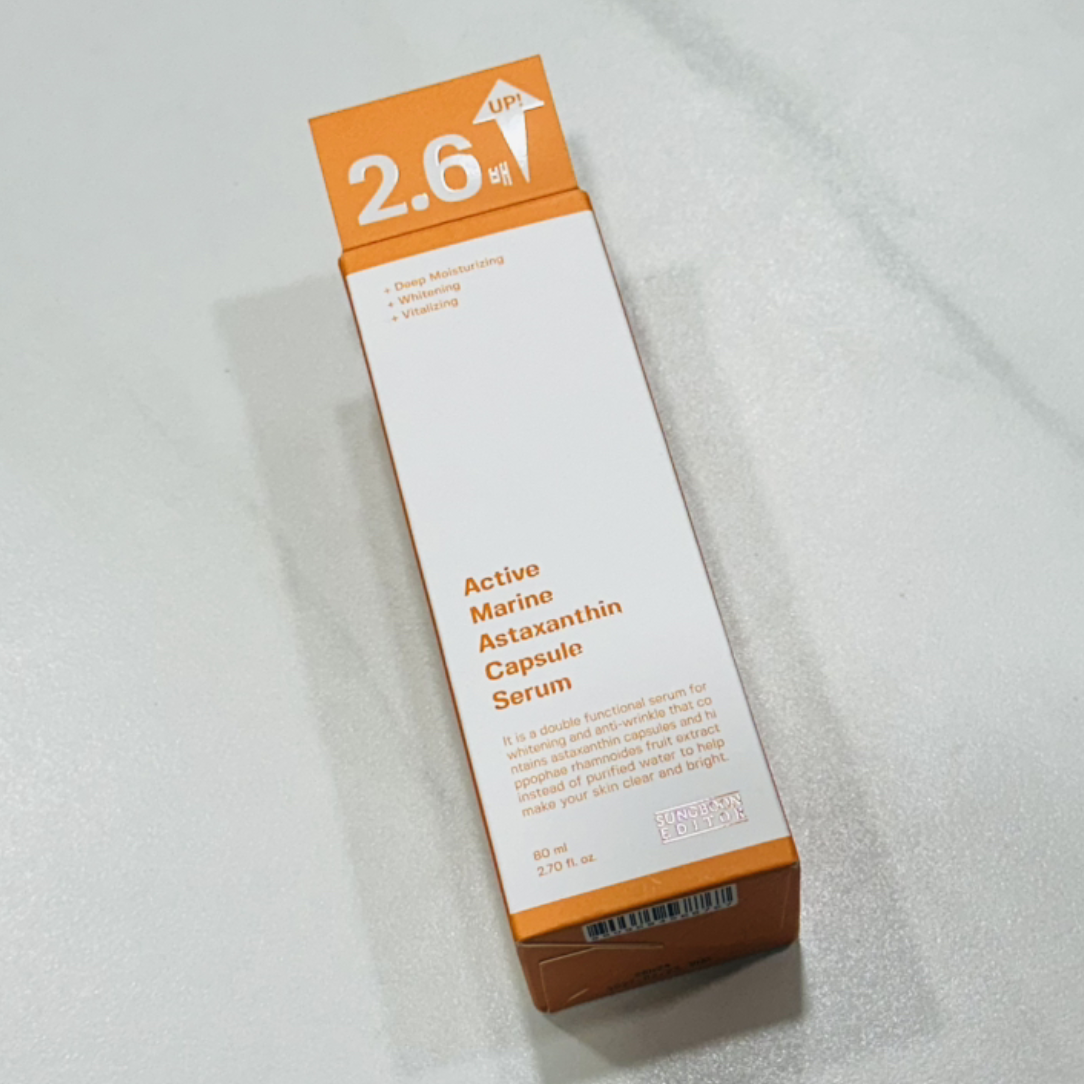 UP!
2.6배
+ Deep Moisturizing
+ Whitening
+ Vitalizing
Active
Marine
Astaxanthin
Capsule
Serum
It is a double functional serum for
whitening and anti-wrinkle that co
ntains astaxanthin capsules and hi
ppophae rhamnoides fruit extract
instead of purified water to help
make your skin clear and bright.
SUNGBOON
EDITOR
80 ml
2.70 fl. oz.